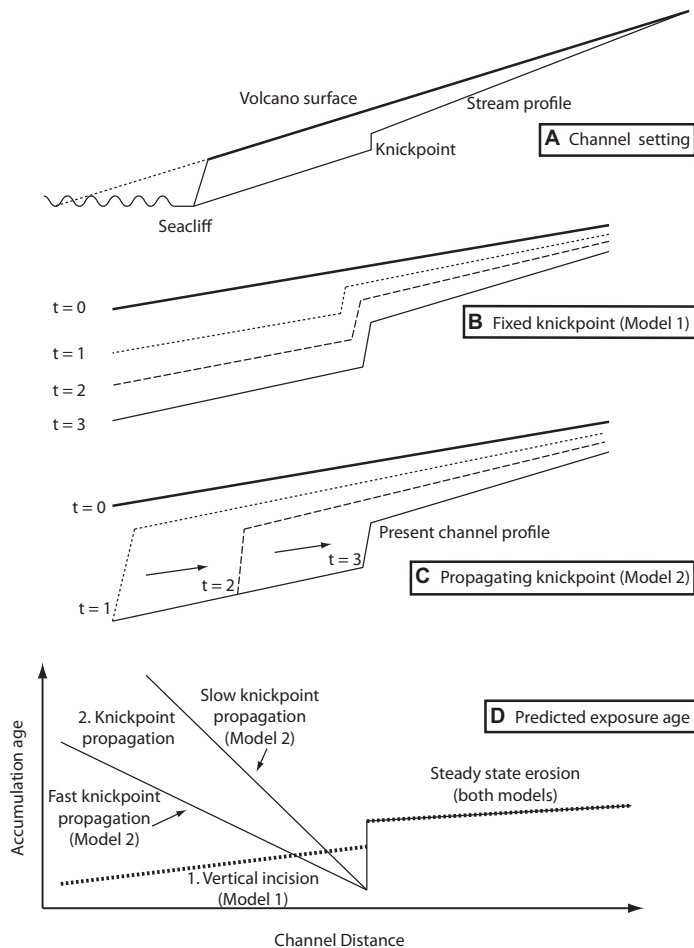 Volcano surface
Stream profile
A Channel setting
Knickpoint
Seacliff
t = 0
B Fixed knickpoint (Model 1)
t = 1
t = 2
t = 3
t = 0
Present channel profile
t = 3
C Propagating knickpoint (Model 2)
t = 2
t = 1
Accumulation age
2. Knickpoint
propagation
Slow knickpoint
propagation
(Model 2)
D Predicted exposure age
Fast knickpoint
propagation
(Model 2)
Steady state erosion
(both models)
1. Vertical incision
(Model 1)
Channel Distance